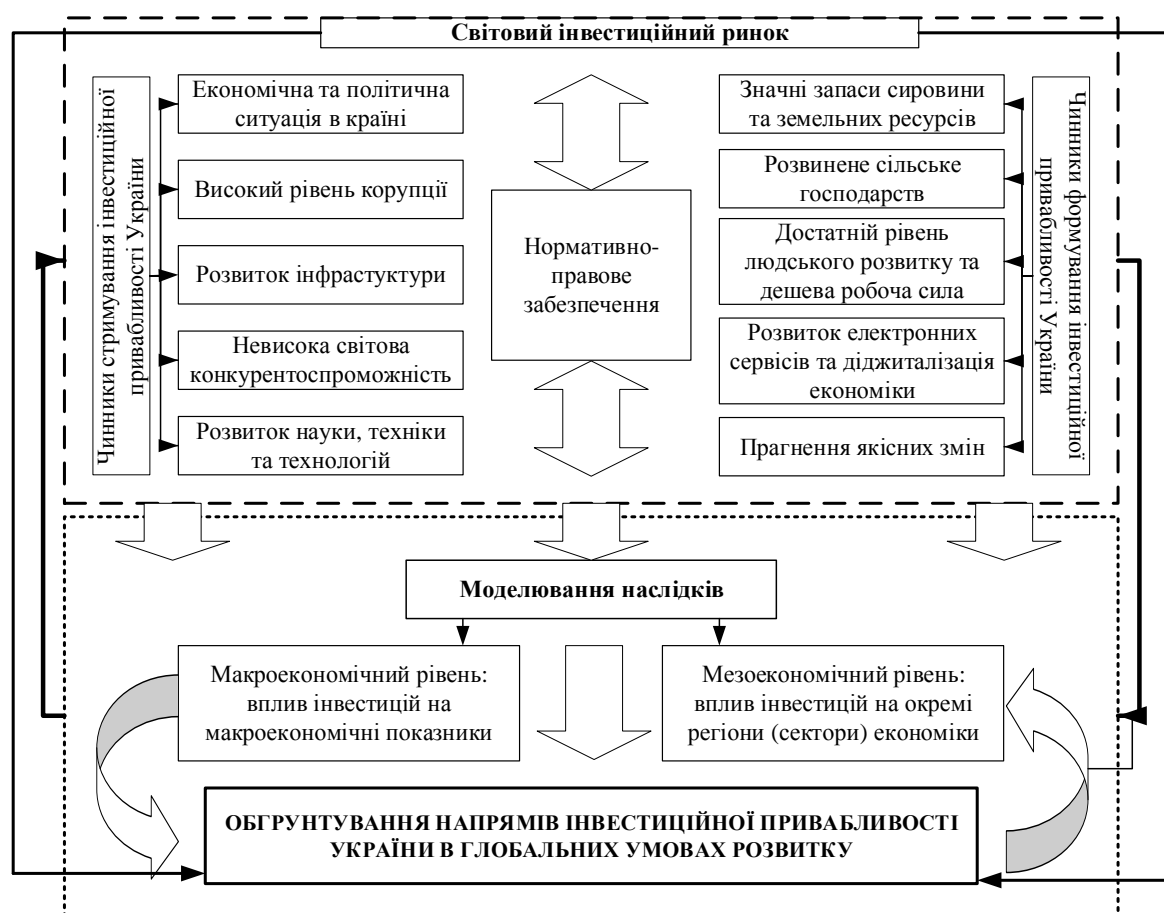 Світовий інвестиційний ринок
Чинники стримування інвестиційної
привабливості України
Економічна та політична
ситуація в країні
Високий рівень корупції
Розвиток інфрастуктури
Невисока світова
конкурентоспроможність
Розвиток науки, техніки
та технологій
Нормативно-
правове
забезпечення
Значні запаси сировини
та земельних ресурсів
Розвинене сільське
господарств
Достатній рівень
людського розвитку та
дешева робоча сила
Розвиток електронних
сервісів та діджиталізація
економіки
Прагнення якісних змін
Чинники формування інвестиційної
привабливості України
Моделювання наслідків
Макроекономічний рівень:
вплив інвестицій на
макроекономічні показники
Мезоекономічний рівень:
вплив інвестицій на окремі
регіони (сектори) економіки
ОБГРУНТУВАННЯ НАПРЯМІВ ІНВЕСТИЦІЙНОЇ ПРИВАБЛИВОСТІ
УКРАЇНИ В ГЛОБАЛЬНИХ УМОВАХ РОЗВИТКУ